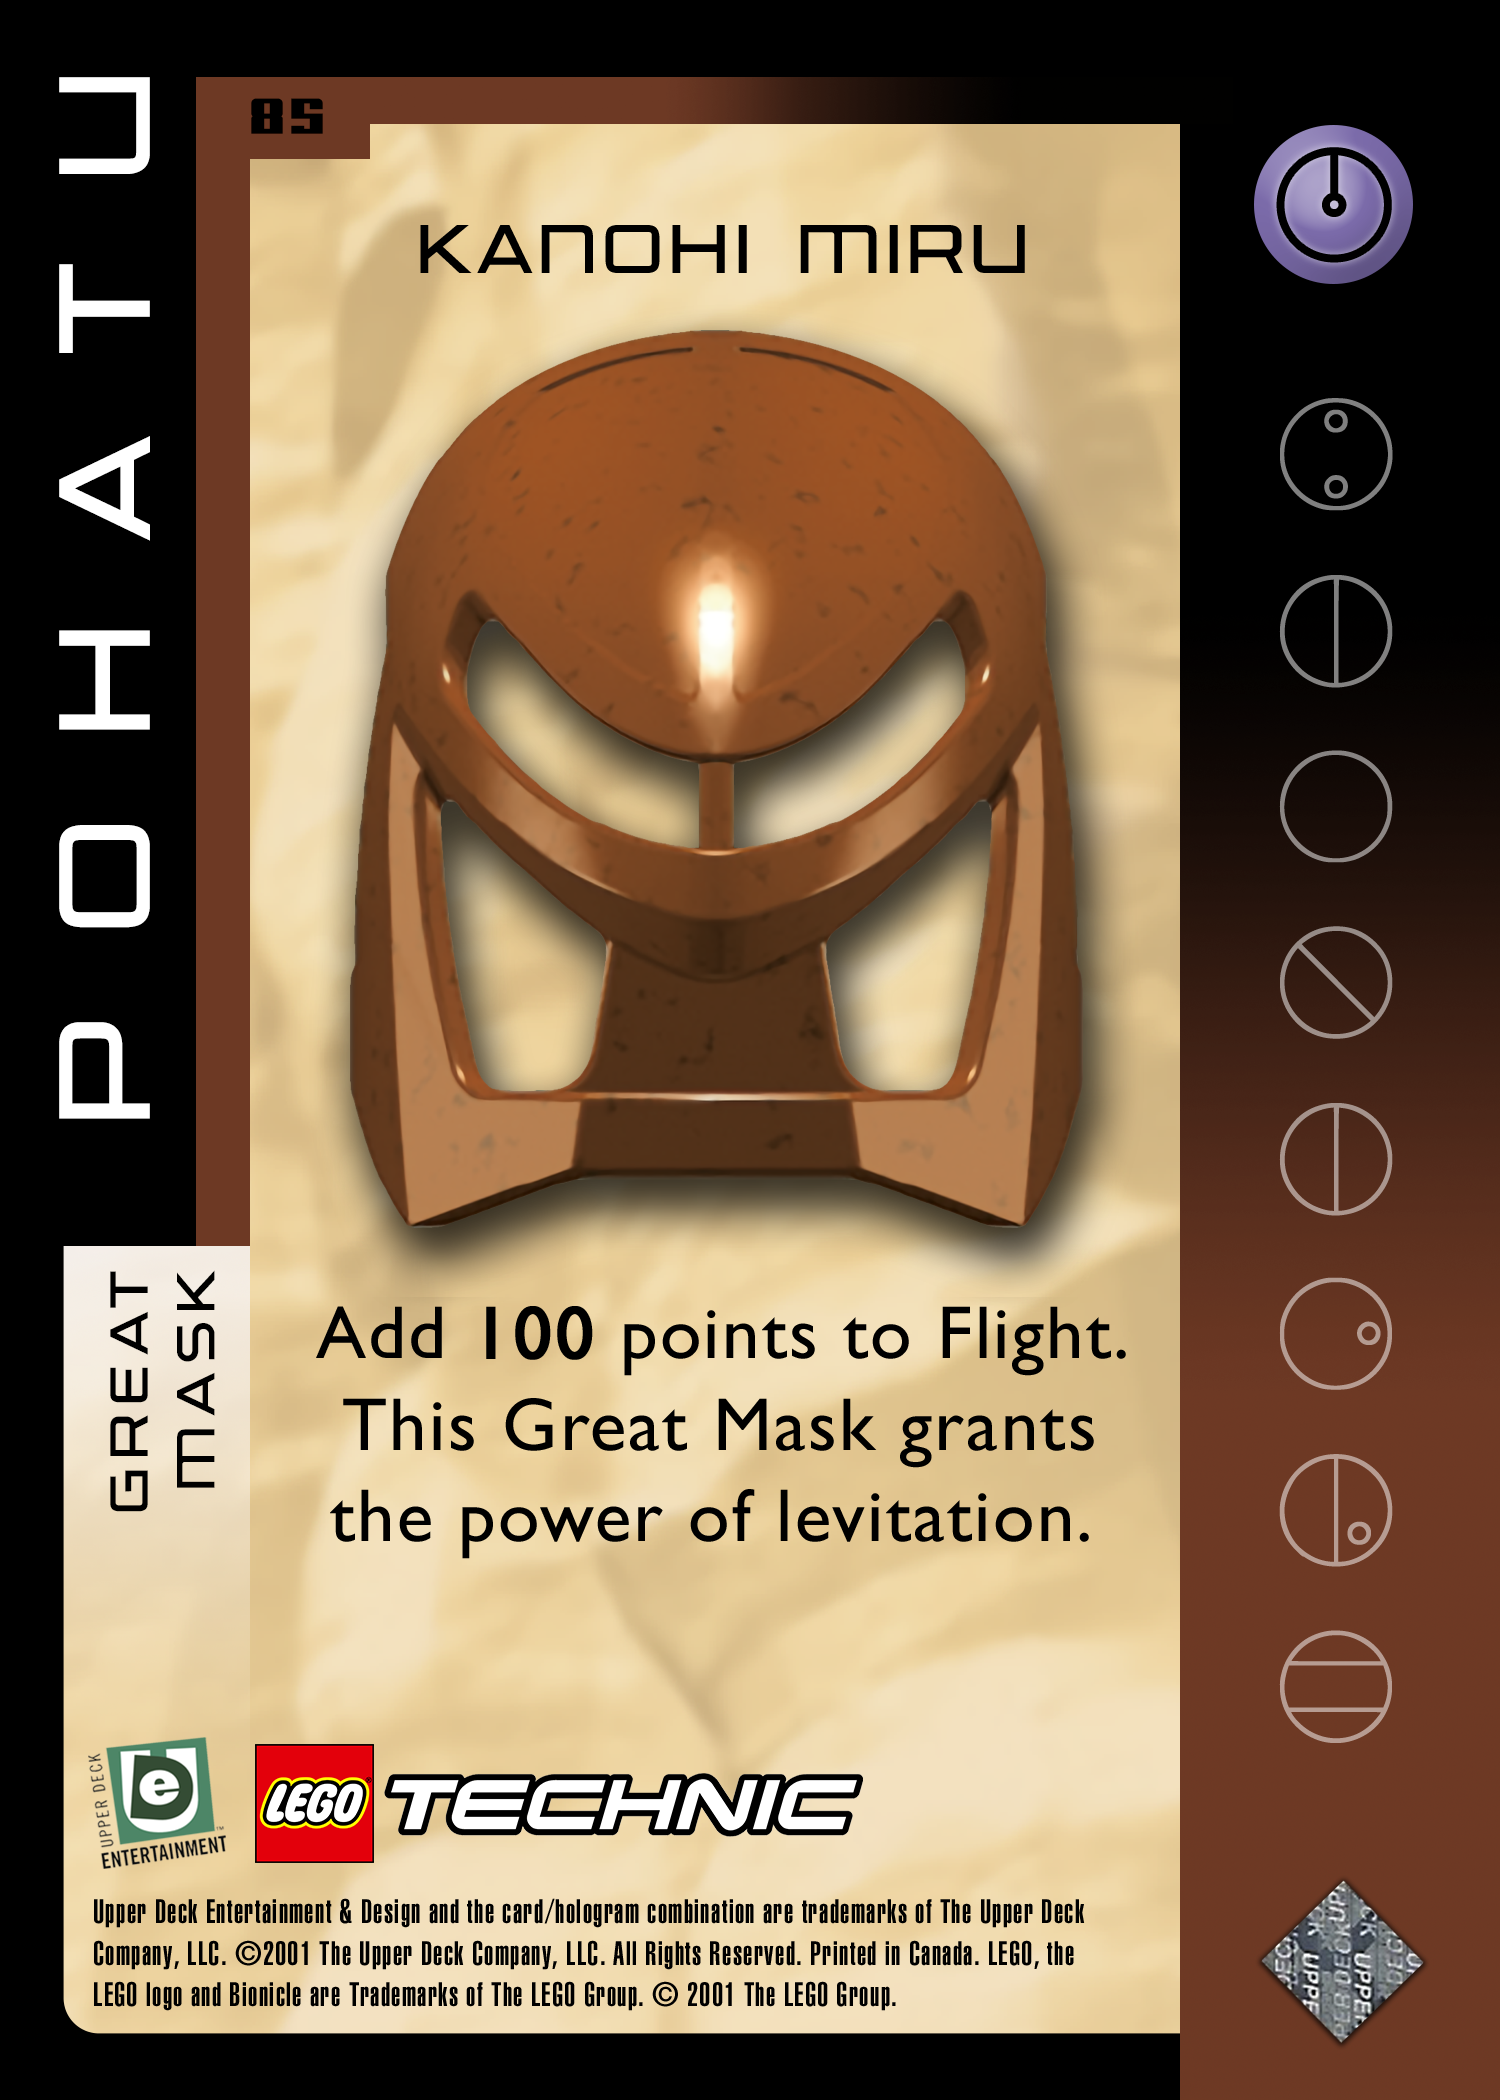 POHATU
85
KANOHI MIRU
GREAT
MASK
Add 100 points to Flight.
This Great Mask grants
the power of levitation.
UPPER DECK
ENTERTAINMENT
LEGO TECHNIC
Upper Deck Entertainment & Design and the card/hologram combination are trademarks of The Upper Deck
Company, LLC. ©2001 The Upper Deck Company, LLC. All Rights Reserved. Printed in Canada. LEGO, the
LEGO logo and Bionicle are Trademarks of The LEGO Group. © 2001 The LEGO Group.